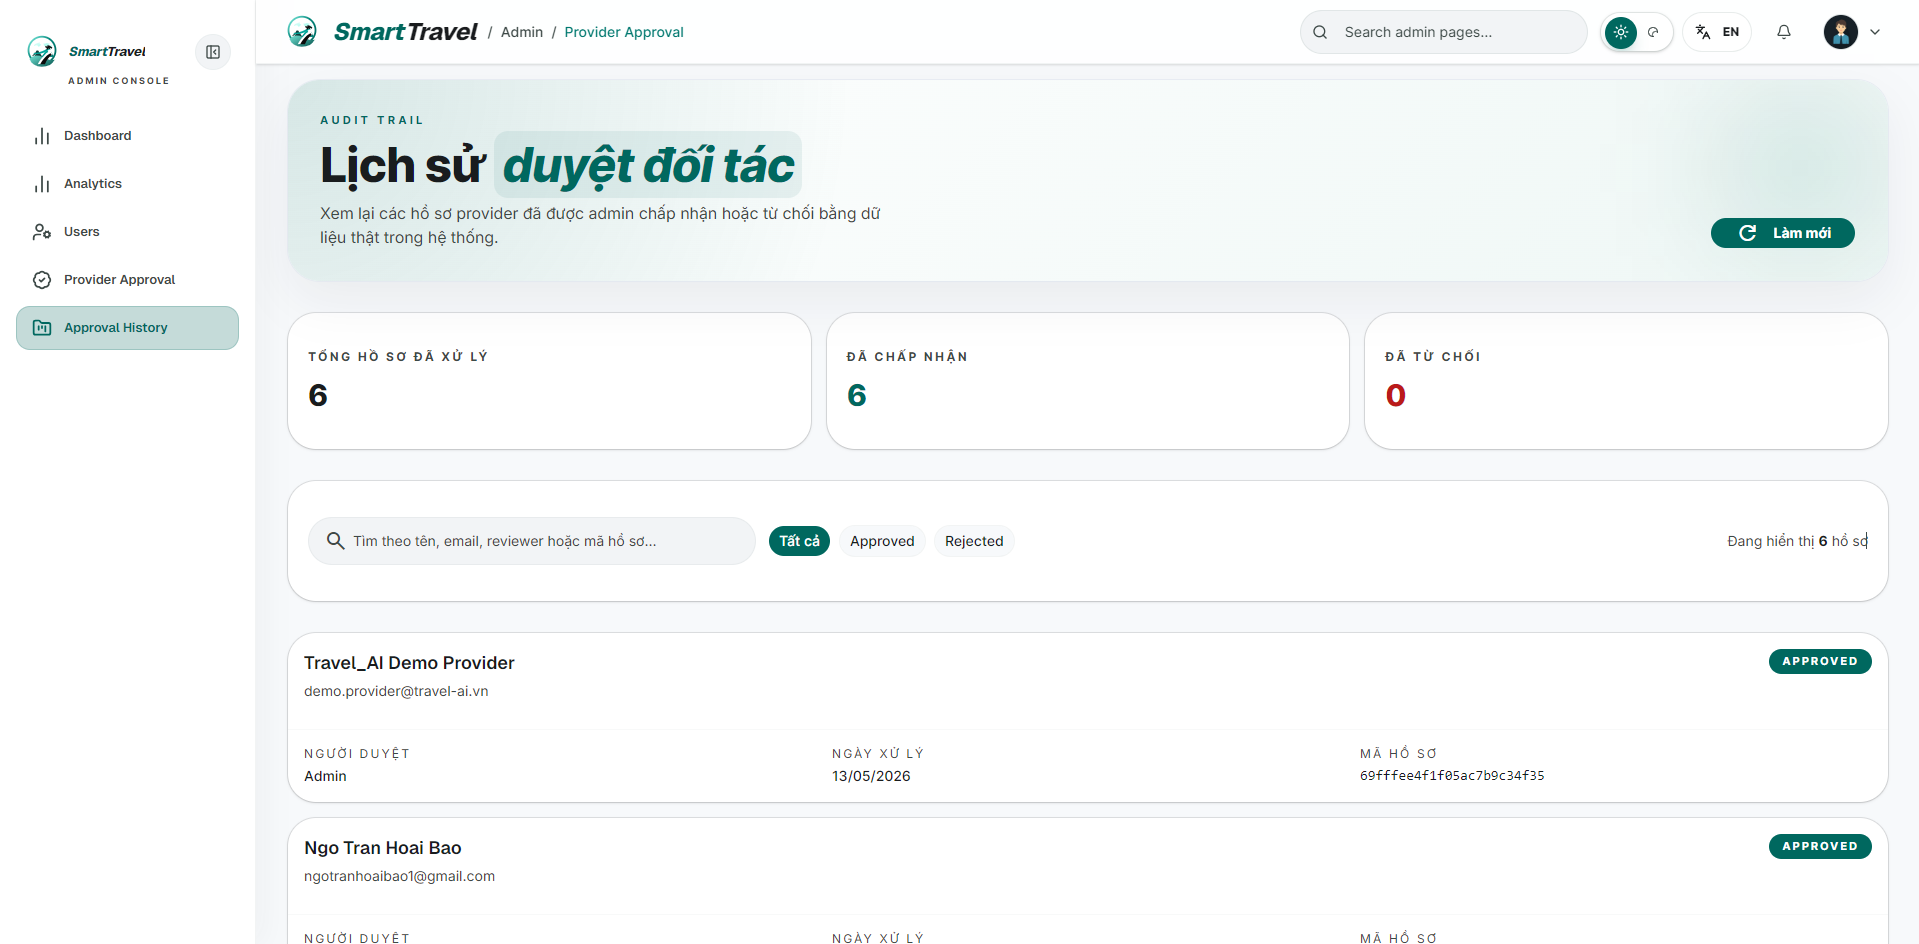 SmartTravel
ADMIN CONSOLE
Dashboard
Analytics
Users
Provider Approval
Approval History
SmartTravel / Admin / Provider Approval
Search admin pages...
EN
AUDIT TRAIL
Lịch sử duyệt đối tác
Xem lại các hồ sơ provider đã được admin chấp nhận hoặc từ chối bằng dữ
liệu thật trong hệ thống.
Làm mới
TỔNG HỒ SƠ ĐÃ XỬ LÝ
6
ĐÃ CHẤP NHẬN
6
ĐÃ TỪ CHỐI
0
Tìm theo tên, email, reviewer hoặc mã hồ sơ...
Tất cả
Approved
Rejected
Đang hiển thị 6 hồ sơ
Travel_AI Demo Provider
APPROVED
demo.provider@travel-ai.vn
NGƯỜI DUYỆT
Admin
NGÀY XỬ LÝ
13/05/2026
MÃ HỒ SƠ
69fffee4f1f05ac7b9c34f35
Ngo Tran Hoai Bao
APPROVED
ngotranhoaibao1@gmail.com
NGƯỜI DUYỆT
NGÀY XỬ LÝ
MÃ HỒ SƠ